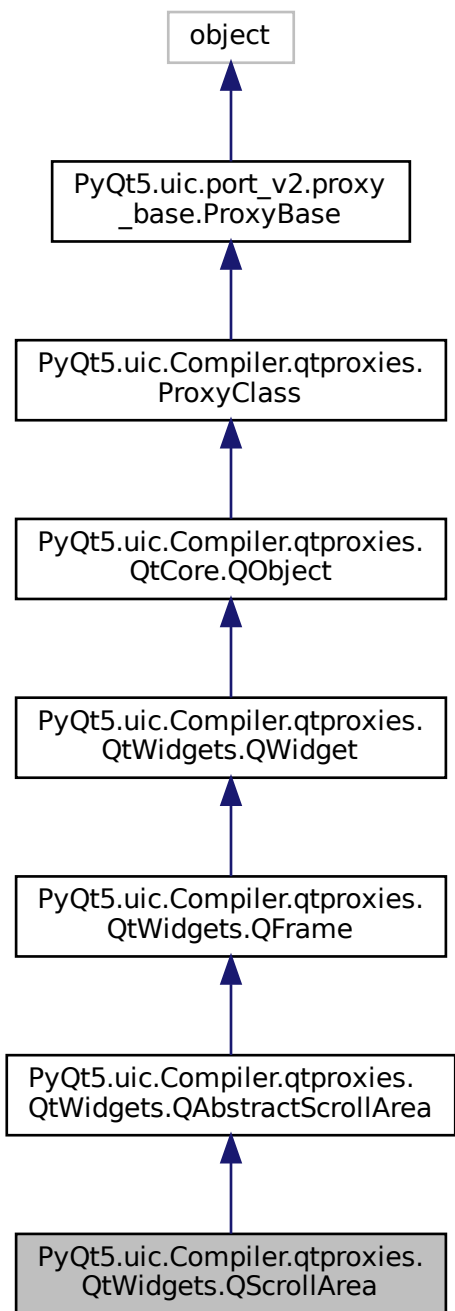 object
PyQt5.uic.port_v2.proxy
_base.ProxyBase
PyQt5.uic.Compiler.qtproxies.
ProxyClass
PyQt5.uic.Compiler.qtproxies.
QtCore.QObject
PyQt5.uic.Compiler.qtproxies.
QtWidgets.QWidget
PyQt5.uic.Compiler.qtproxies.
QtWidgets.QFrame
PyQt5.uic.Compiler.qtproxies.
QtWidgets.QAbstractScrollArea
PyQt5.uic.Compiler.qtproxies.
QtWidgets.QScrollArea